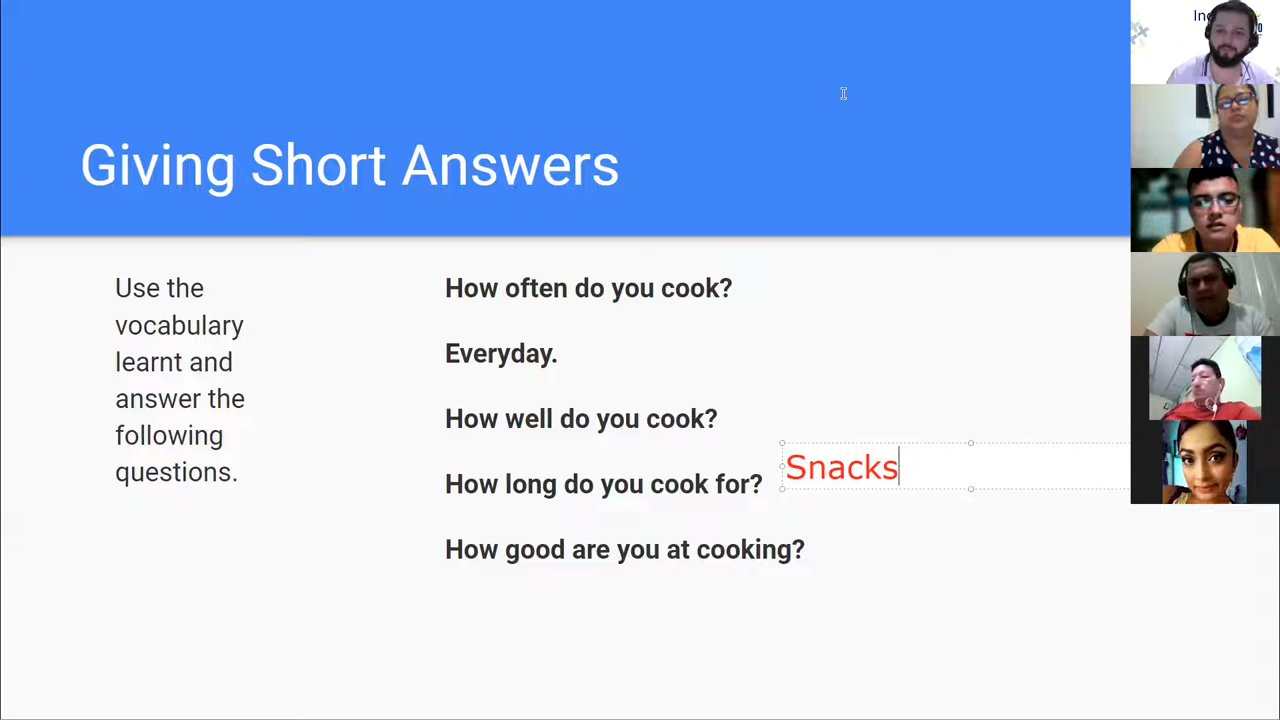 Giving Short Answers
Use the
vocabulary
learnt and
answer the
following
questions.
How often do you cook?
Everyday.
How well do you cook?
How long do you cook for?
Snacks
How good are you at cooking?